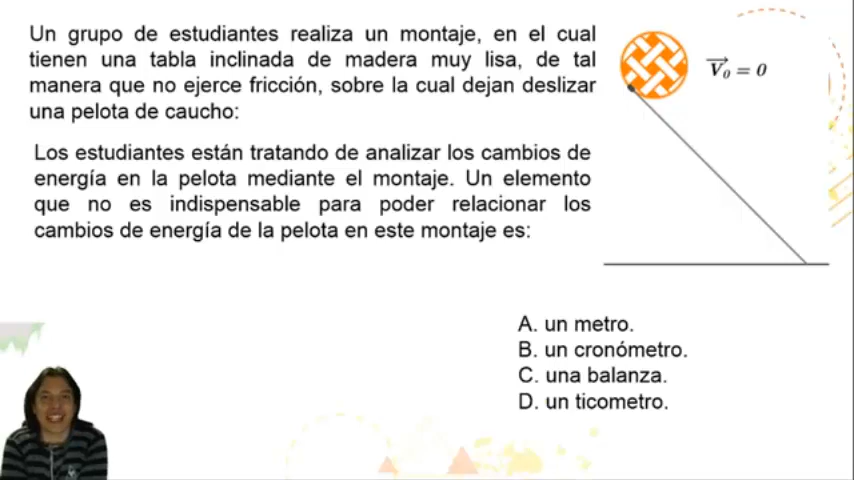 Un grupo de estudiantes realiza un montaje, en el cual
tienen una tabla inclinada de madera muy lisa, de tal
manera que no ejerce fricción, sobre la cual dejan deslizar
una pelota de caucho:
V₀ = 0
Los estudiantes están tratando de analizar los cambios de
energía en la pelota mediante el montaje. Un elemento
que no es indispensable para poder relacionar los
cambios de energía de la pelota en este montaje es:
A. un metro.
B. un cronómetro.
C. una balanza.
D. un ticometro.